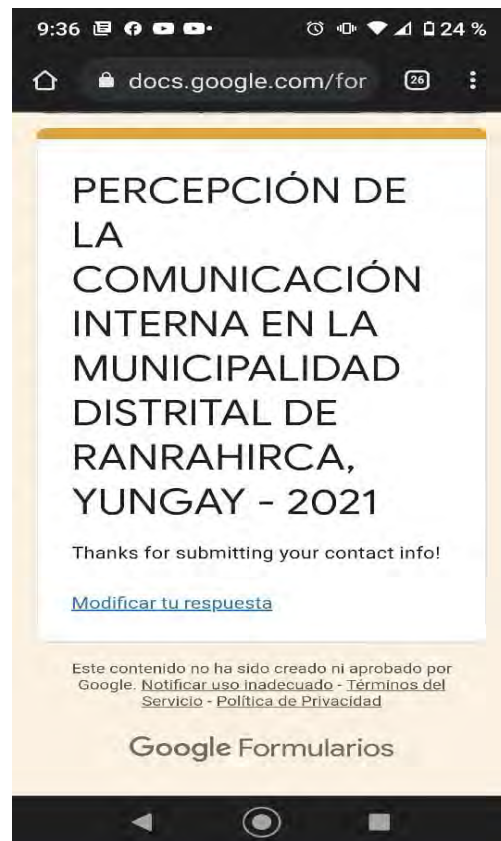 9:36 24 %
docs.google.com/for 26
PERCEPCIÓN DE
LA
COMUNICACIÓN
INTERNA EN LA
MUNICIPALIDAD
DISTRITAL DE
RANRAHIRCA,
YUNGAY - 2021
Thanks for submitting your contact info!
Modificar tu respuesta
Este contenido no ha sido creado ni aprobado por
Google. Notificar uso inadecuado - Términos del
Servicio - Política de Privacidad
Google Formularios